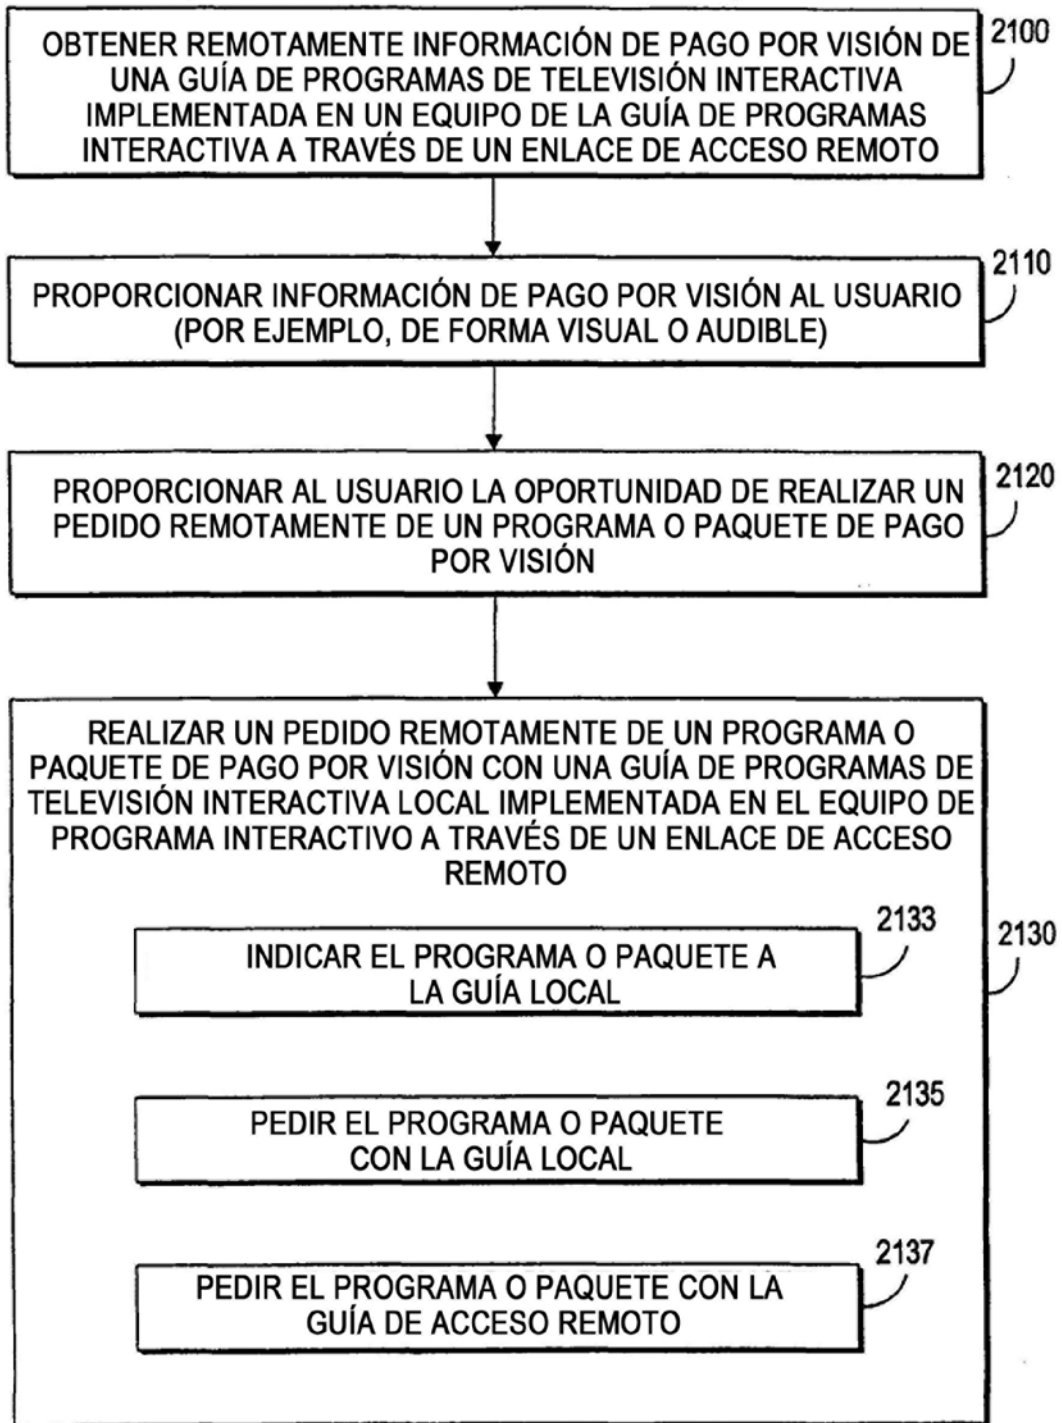 OBTENER REMOTAMENTE INFORMACIÓN DE PAGO POR VISIÓN DE
UNA GUÍA DE PROGRAMAS DE TELEVISIÓN INTERACTIVA
IMPLEMENTADA EN UN EQUIPO DE LA GUÍA DE PROGRAMAS
INTERACTIVA A TRAVÉS DE UN ENLACE DE ACCESO REMOTO
2100
PROPORCIONAR INFORMACIÓN DE PAGO POR VISIÓN AL USUARIO
(POR EJEMPLO, DE FORMA VISUAL O AUDIBLE)
2110
PROPORCIONAR AL USUARIO LA OPORTUNIDAD DE REALIZAR UN
PEDIDO REMOTAMENTE DE UN PROGRAMA O PAQUETE DE PAGO
POR VISIÓN
2120
REALIZAR UN PEDIDO REMOTAMENTE DE UN PROGRAMA O
PAQUETE DE PAGO POR VISIÓN CON UNA GUÍA DE PROGRAMAS DE
TELEVISIÓN INTERACTIVA LOCAL IMPLEMENTADA EN EL EQUIPO DE
PROGRAMA INTERACTIVO A TRAVÉS DE UN ENLACE DE ACCESO
REMOTO
2130
INDICAR EL PROGRAMA O PAQUETE A
LA GUÍA LOCAL
2133
PEDIR EL PROGRAMA O PAQUETE
CON LA GUÍA LOCAL
2135
PEDIR EL PROGRAMA O PAQUETE CON LA
GUÍA DE ACCESO REMOTO
2137